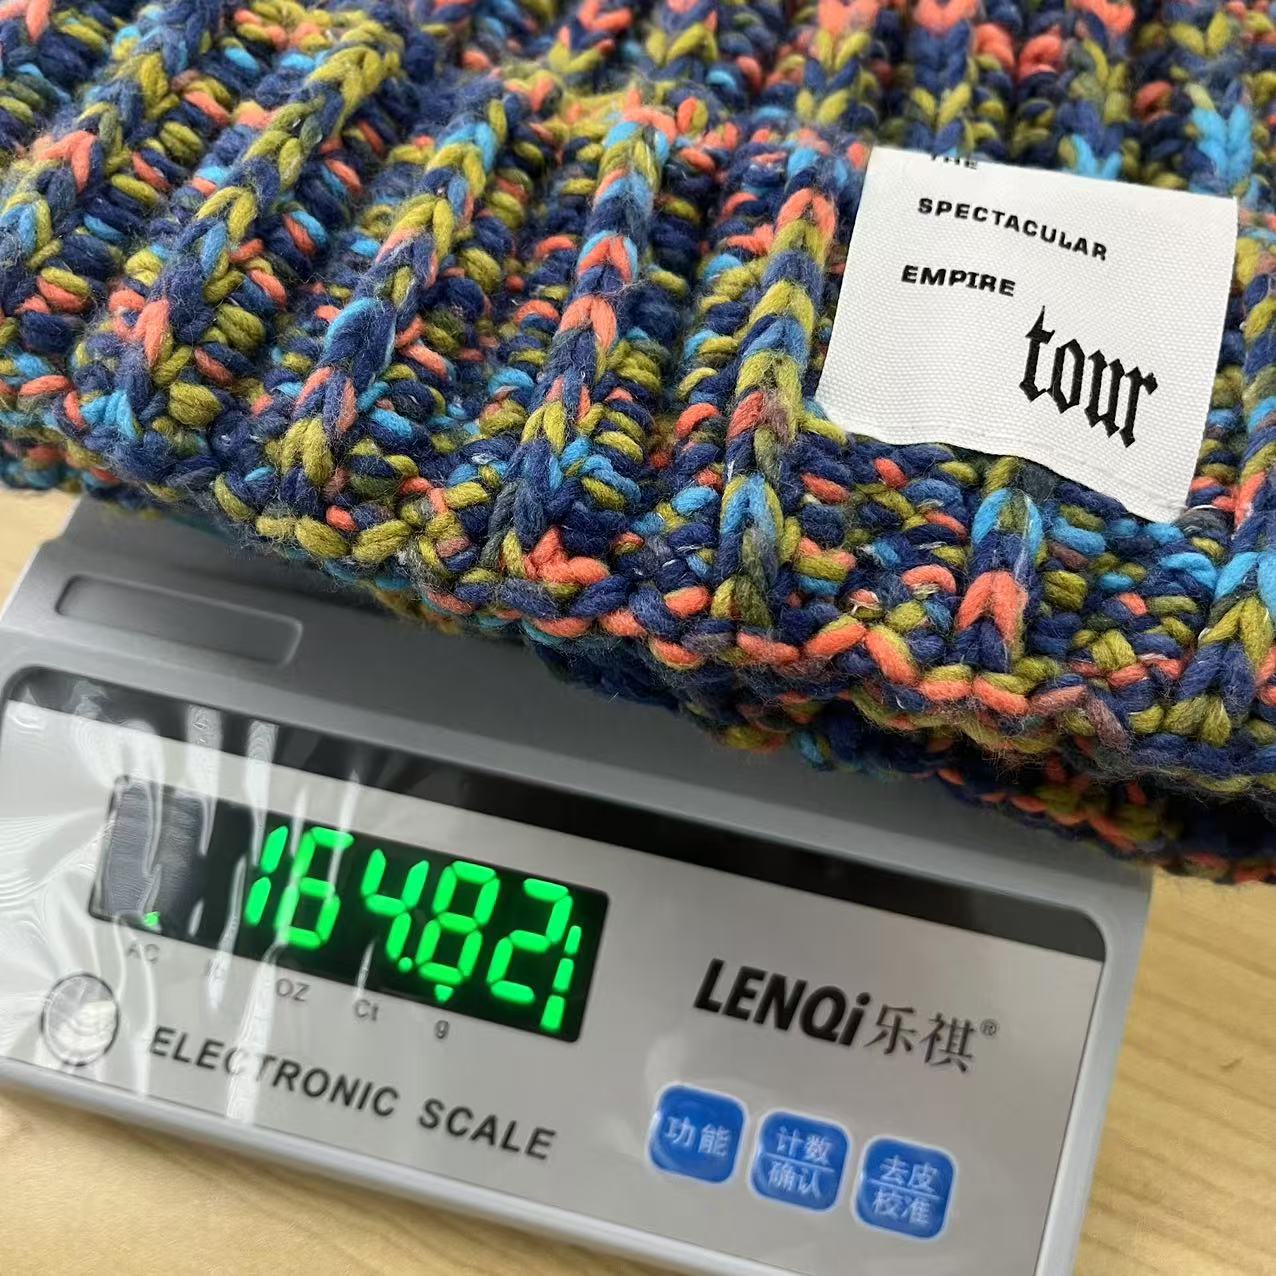 THE
SPECTACULAR
EMPIRE
tour
164.82
AC
OZ
Ct
g
ELECTRONIC SCALE
LENQi乐祺®
功能
计数
确认
去皮
校准